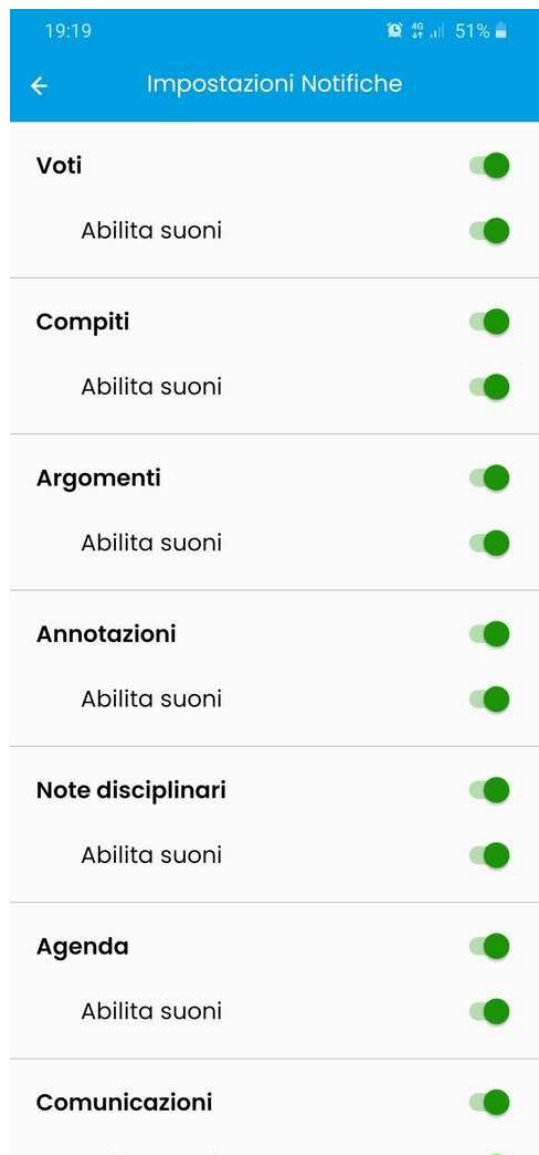 19:19 4G 51%
Impostazioni Notifiche
Voti
Abilita suoni
Compiti
Abilita suoni
Argomenti
Abilita suoni
Annotazioni
Abilita suoni
Note disciplinari
Abilita suoni
Agenda
Abilita suoni
Comunicazioni